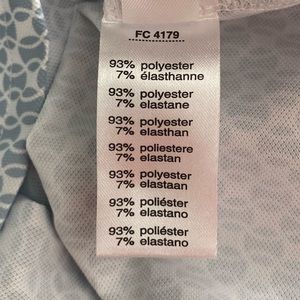 FC 4179
93% polyester
7% élasthanne
93% polyester
7% elastane
93% polyester
7% elasthan
93% poliestere
7% elastan
93% polyester
7% elastaan
93% poliéster
7% elastano
93% poliéster
7% elastano